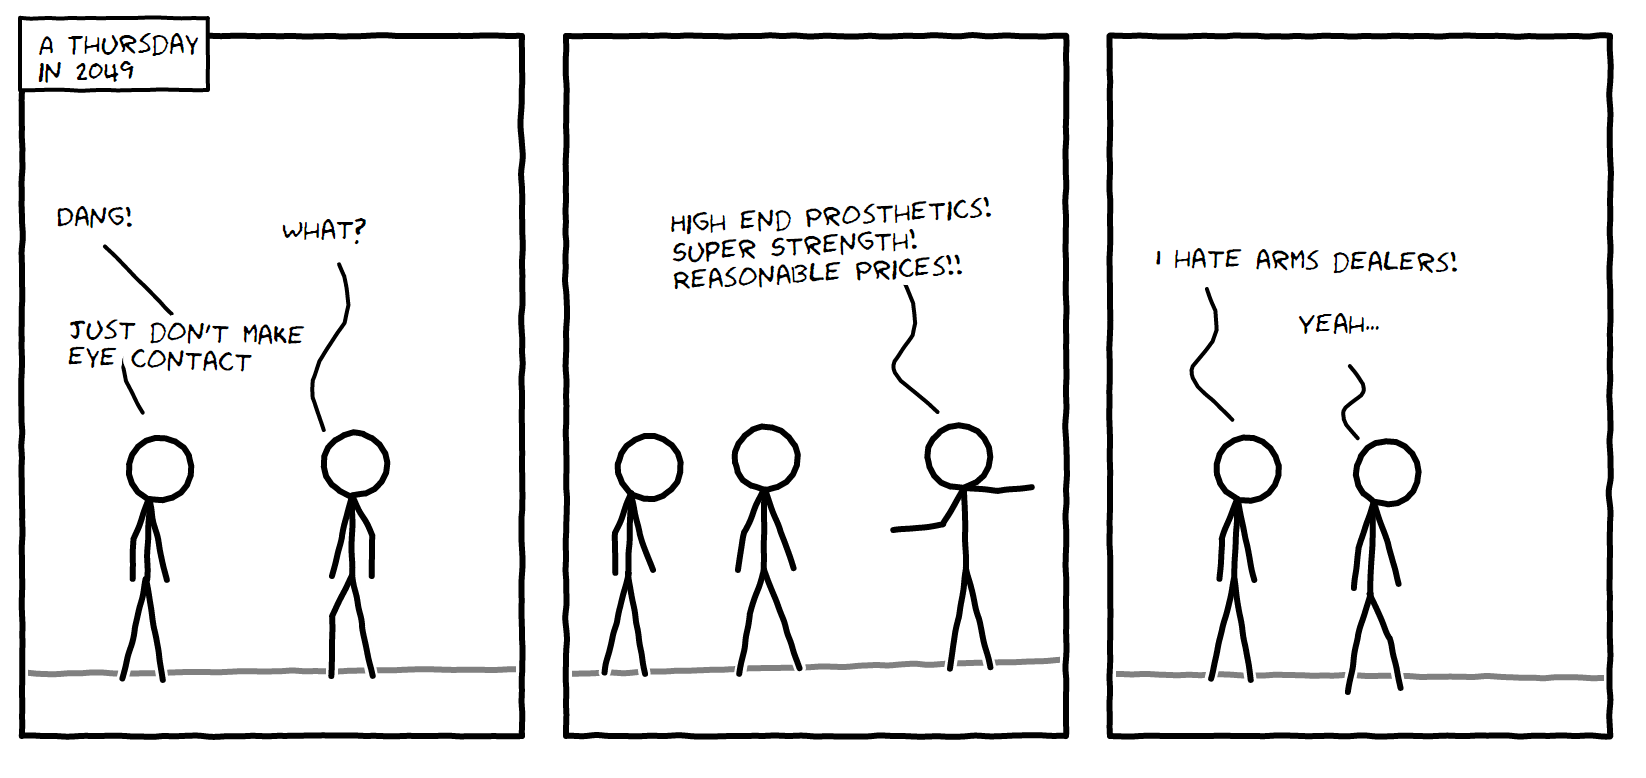 A THURSDAY
IN 2049
DANG!
WHAT?
JUST DON'T MAKE
EYE CONTACT
HIGH END PROSTHETICS!
SUPER STRENGTH!
REASONABLE PRICES!!
I HATE ARMS DEALERS!
YEAH...